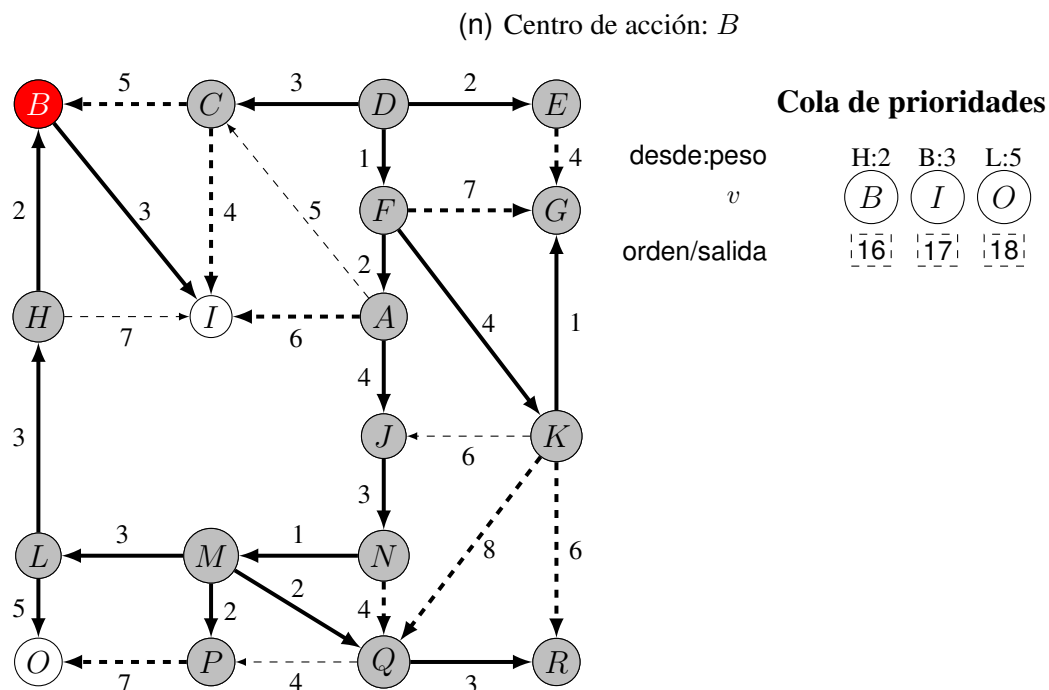 (n) Centro de acción: B
B 5 C 3 D 2 E
Cola de prioridades
1 4
desde:peso H:2 B:3 L:5
F 7 G
v B I O
2 3 4 5 2
orden/salida 16 17 18
H 7 I 6 A 4 1
4
J 6 K
3 3 8 6
L 3 M 1 N
5 2 2 4
O 7 P 4 Q 3 R